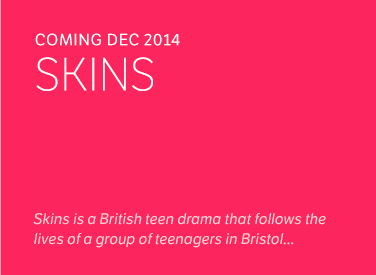 COMING DEC 2014
SKINS
Skins is a British teen drama that follows the
lives of a group of teenagers in Bristol...